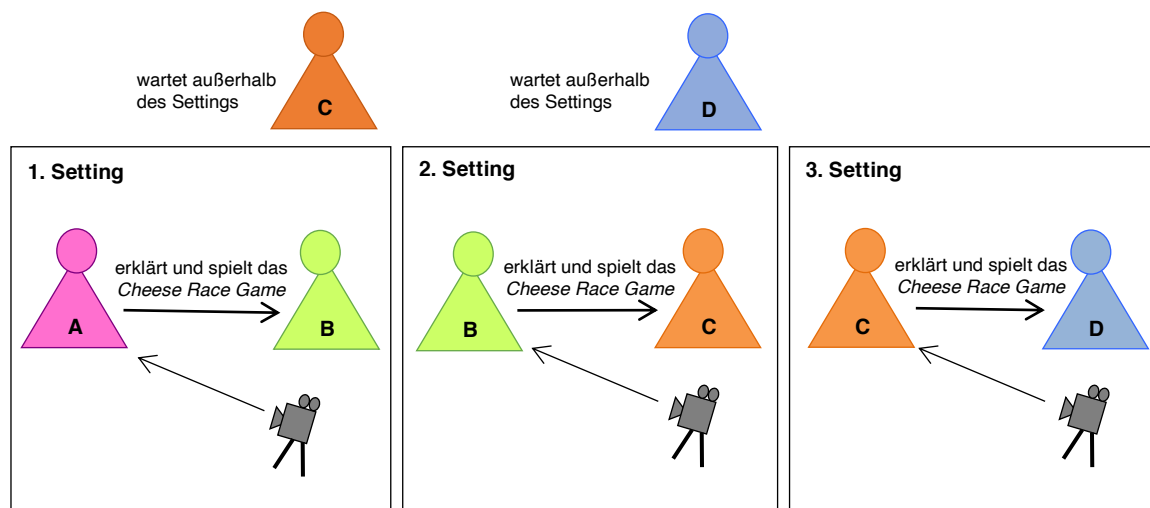 wartet außerhalb
des Settings
C
wartet außerhalb
des Settings
D
1. Setting
erklärt und spielt das
Cheese Race Game
A
B
2. Setting
erklärt und spielt das
Cheese Race Game
B
C
3. Setting
erklärt und spielt das
Cheese Race Game
C
D